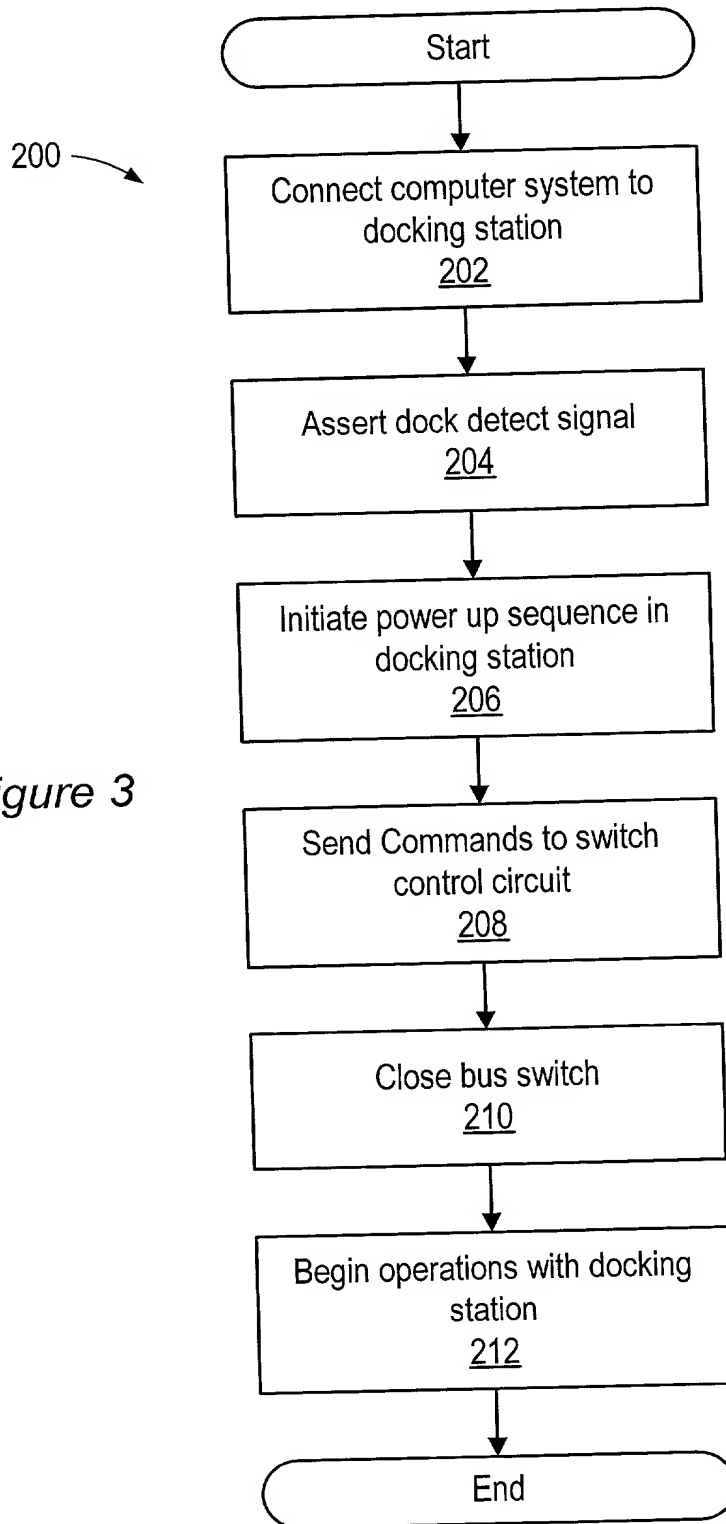 Start
200
Connect computer system to
docking station
202
Assert dock detect signal
204
Initiate power up sequence in
docking station
206
igure 3
Send Commands to switch
control circuit
208
Close bus switch
210
Begin operations with docking
station
212
End